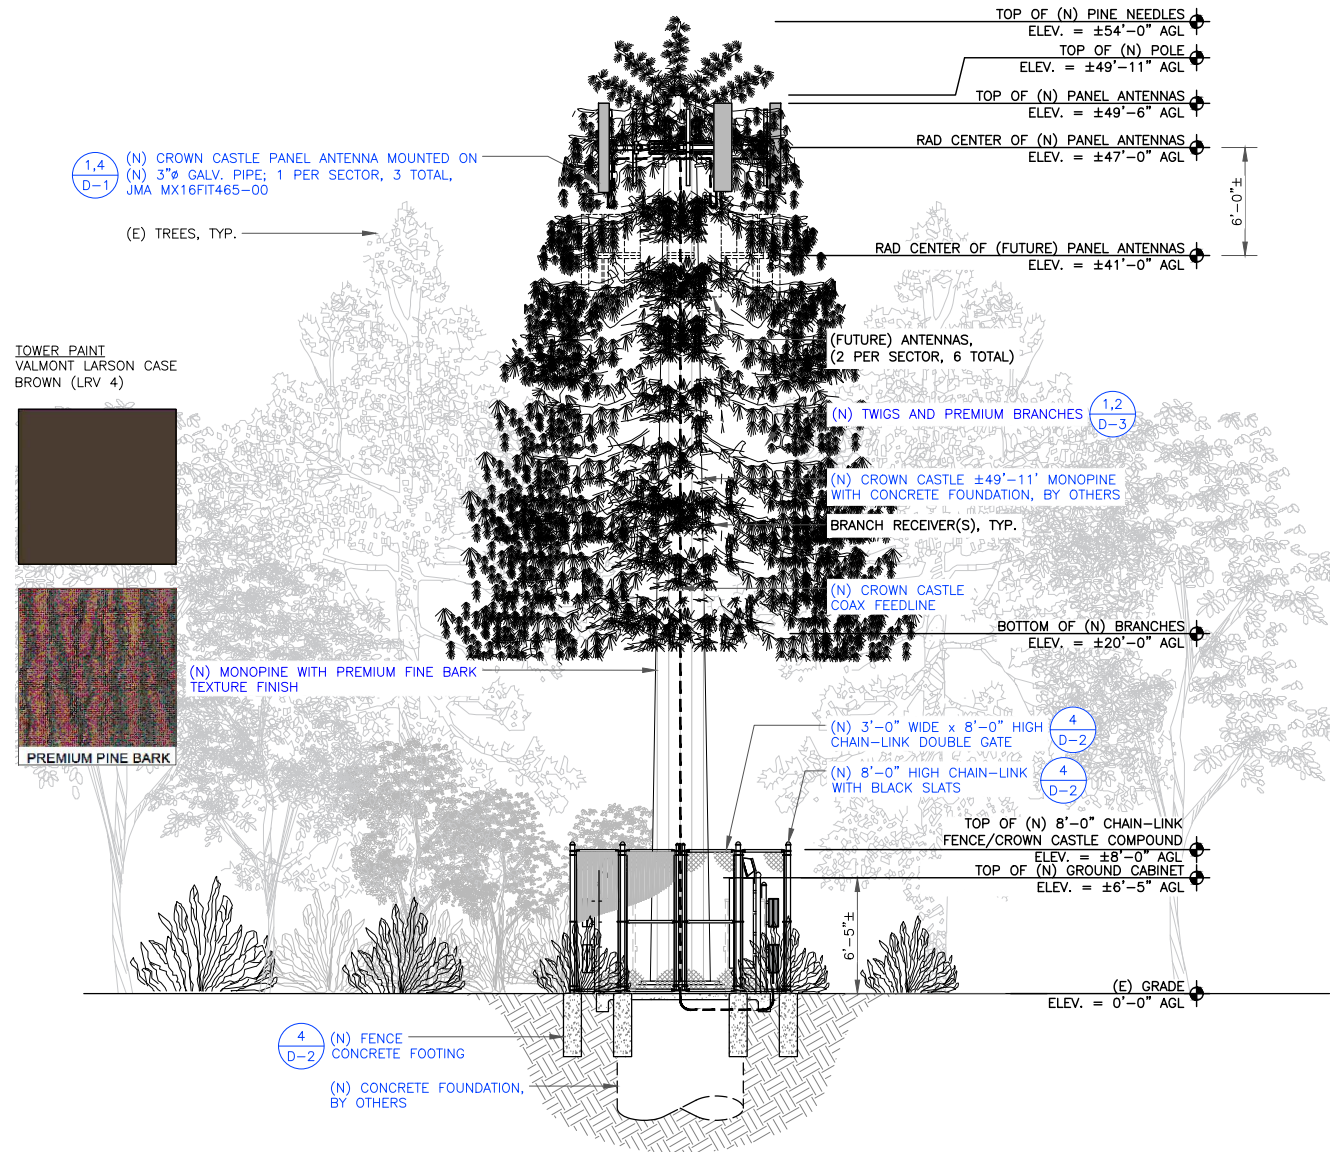 TOP OF (N) PINE NEEDLES
ELEV. = ±54'-0" AGL
TOP OF (N) POLE
ELEV. = ±49'-11" AGL
TOP OF (N) PANEL ANTENNAS
ELEV. = ±49'-6" AGL
RAD CENTER OF (N) PANEL ANTENNAS
ELEV. = ±47'-0" AGL
6'-0"±
RAD CENTER OF (FUTURE) PANEL ANTENNAS
ELEV. = ±41'-0" AGL
1,4
D-1
(N) CROWN CASTLE PANEL ANTENNA MOUNTED ON
(N) 3"ø GALV. PIPE; 1 PER SECTOR, 3 TOTAL,
JMA MX16FIT465-00
(E) TREES, TYP.
TOWER PAINT
VALMONT LARSON CASE
BROWN (LRV 4)
PREMIUM PINE BARK
(FUTURE) ANTENNAS,
(2 PER SECTOR, 6 TOTAL)
(N) TWIGS AND PREMIUM BRANCHES
1,2
D-3
(N) CROWN CASTLE ±49'-11' MONOPINE
WITH CONCRETE FOUNDATION, BY OTHERS
BRANCH RECEIVER(S), TYP.
(N) CROWN CASTLE
COAX FEEDLINE
BOTTOM OF (N) BRANCHES
ELEV. = ±20'-0" AGL
(N) MONOPINE WITH PREMIUM FINE BARK
TEXTURE FINISH
(N) 3'-0" WIDE x 8'-0" HIGH
CHAIN-LINK DOUBLE GATE
4
D-2
(N) 8'-0" HIGH CHAIN-LINK
WITH BLACK SLATS
4
D-2
TOP OF (N) 8'-0" CHAIN-LINK
FENCE/CROWN CASTLE COMPOUND
ELEV. = ±8'-0" AGL
TOP OF (N) GROUND CABINET
ELEV. = ±6'-5" AGL
6'-5"±
(E) GRADE
ELEV. = 0'-0" AGL
4
D-2
(N) FENCE
CONCRETE FOOTING
(N) CONCRETE FOUNDATION,
BY OTHERS